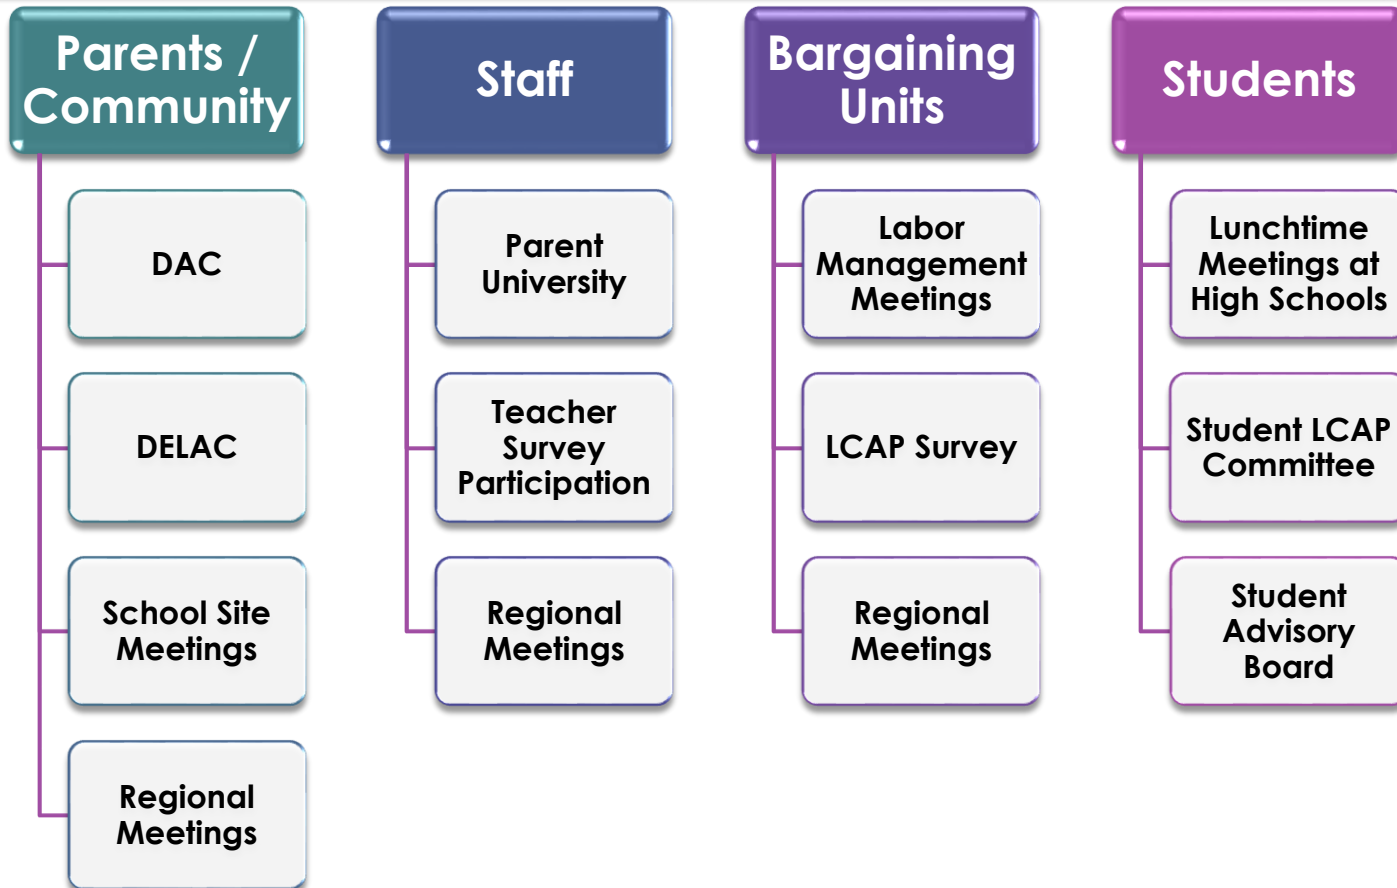 Parents /
Community
DAC
DELAC
School Site
Meetings
Regional
Meetings
Staff
Parent
University
Teacher
Survey
Participation
Regional
Meetings
Bargaining
Units
Labor
Management
Meetings
LCAP Survey
Regional
Meetings
Students
Lunchtime
Meetings at
High Schools
Student LCAP
Committee
Student
Advisory
Board